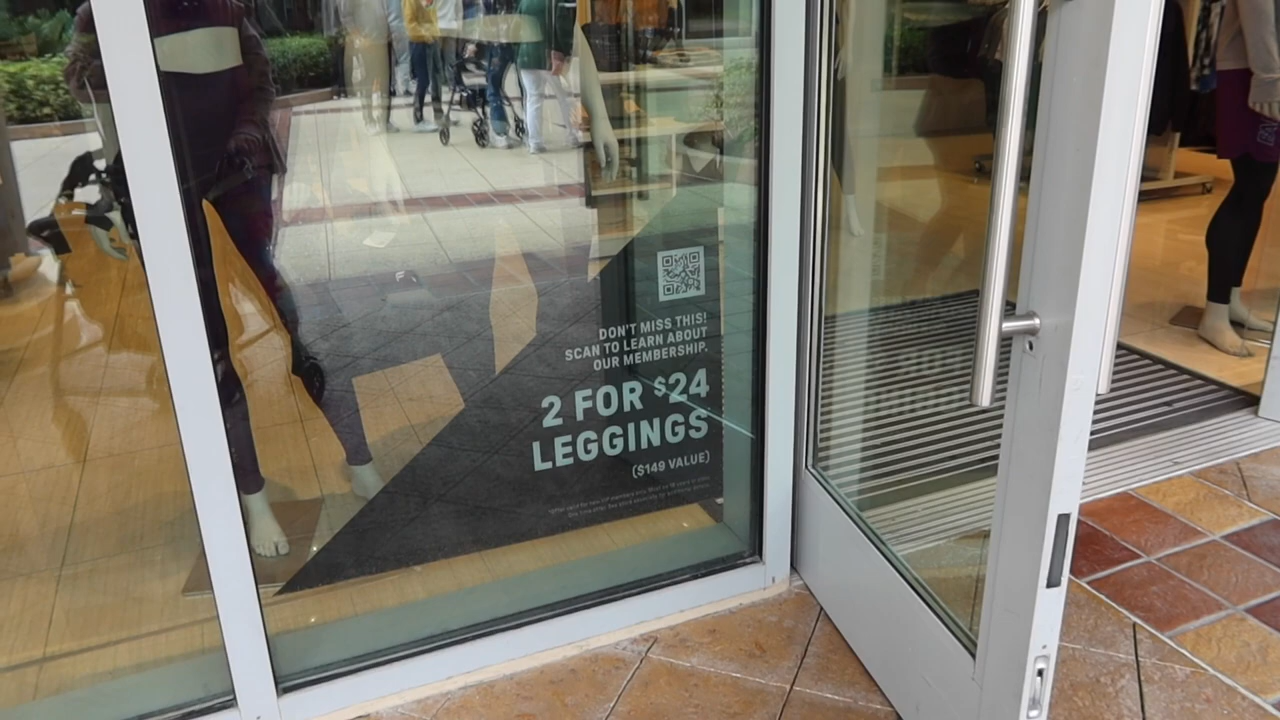 DON'T MISS THIS!
SCAN TO LEARN ABOUT
OUR MEMBERSHIP.
2 FOR $24
LEGGINGS
($149 VALUE)